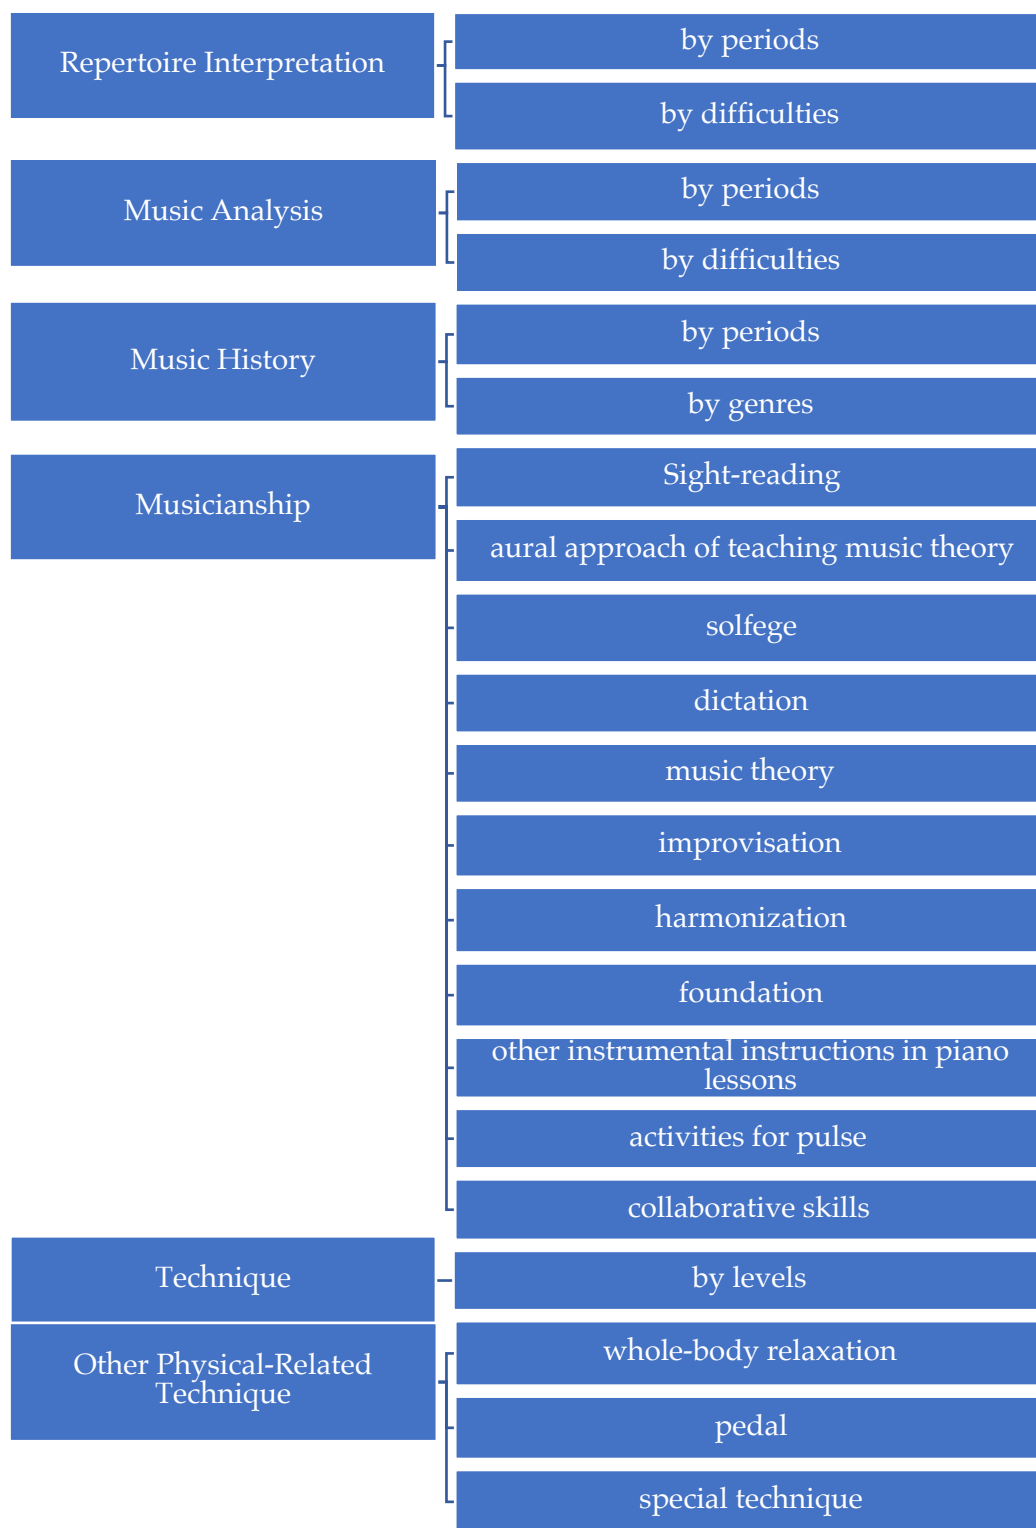 Repertoire Interpretation
by periods
by difficulties
Music Analysis
by periods
by difficulties
Music History
by periods
by genres
Musicianship
Sight-reading
aural approach of teaching music theory
solfege
dictation
music theory
improvisation
harmonization
foundation
other instrumental instructions in piano
lessons
activities for pulse
collaborative skills
Technique
by levels
Other Physical-Related
Technique
whole-body relaxation
pedal
special technique